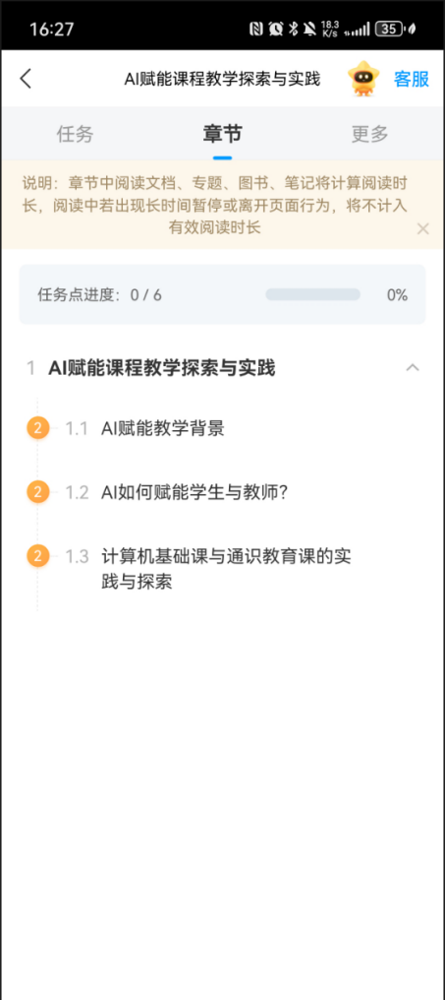 16:27
18.3
K/s
35
AI赋能课程教学探索与实践
客服
任务
章节
更多
说明：章节中阅读文档、专题、图书、笔记将计算阅读时
长，阅读中若出现长时间暂停或离开页面行为，将不计入
有效阅读时长
任务点进度：0 / 6
0%
1 AI赋能课程教学探索与实践
2 1.1 AI赋能教学背景
2 1.2 AI如何赋能学生与教师？
2 1.3 计算机基础课与通识教育课的实
践与探索